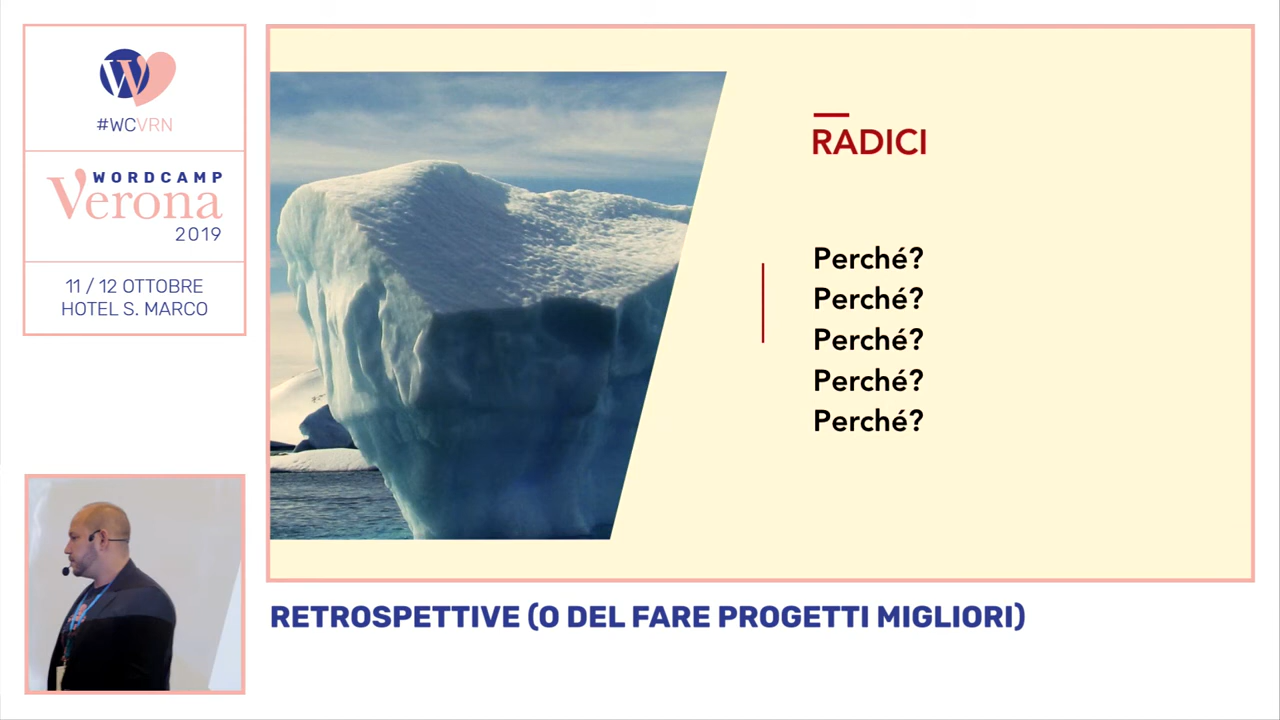 #WCVRN
WORDCAMP
Verona
2019
11 / 12 OTTOBRE
HOTEL S. MARCO
RADICI
Perché?
Perché?
Perché?
Perché?
Perché?
RETROSPETTIVE (O DEL FARE PROGETTI MIGLIORI)